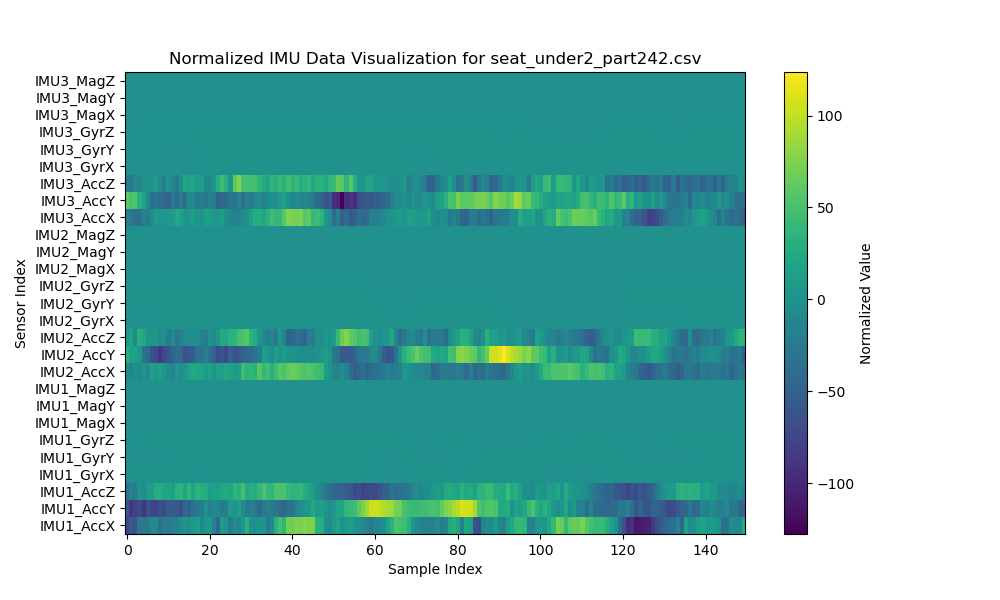 Normalized IMU Data Visualization for seat_under2_part242.csv
IMU3_MagZ
IMU3_MagY
IMU3_MagX
IMU3_GyrZ
IMU3_GyrY
IMU3_GyrX
IMU3_AccZ
IMU3_AccY
IMU3_AccX
IMU2_MagZ
IMU2_MagY
IMU2_MagX
IMU2_GyrZ
IMU2_GyrY
IMU2_GyrX
IMU2_AccZ
IMU2_AccY
IMU2_AccX
IMU1_MagZ
IMU1_MagY
IMU1_MagX
IMU1_GyrZ
IMU1_GyrY
IMU1_GyrX
IMU1_AccZ
IMU1_AccY
IMU1_AccX
Sensor Index
0 20 40 60 80 100 120 140
Sample Index
100
50
0
−50
−100
Normalized Value